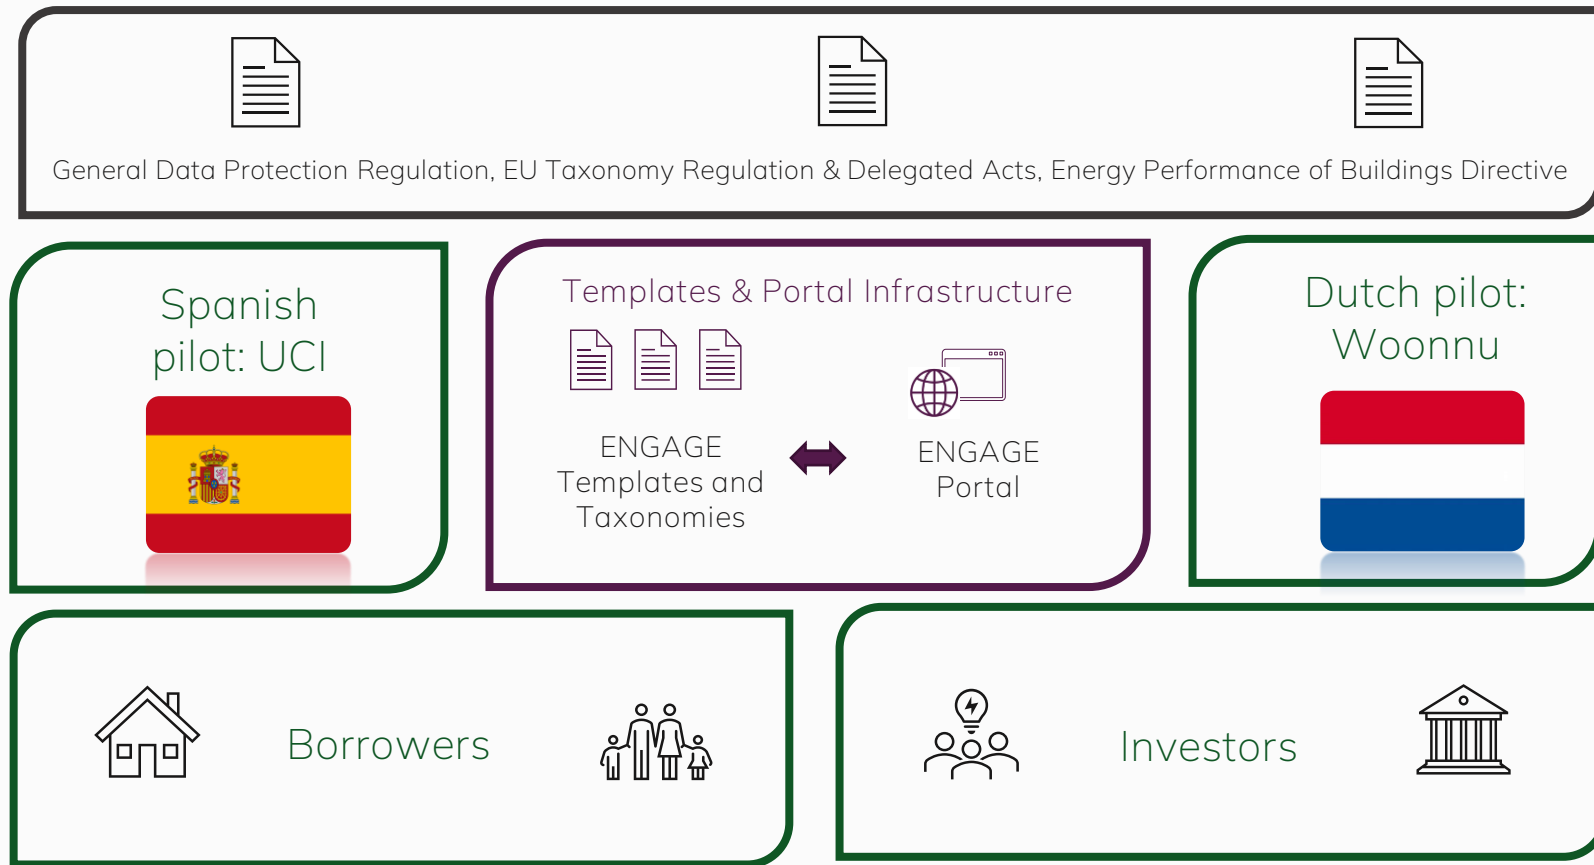 General Data Protection Regulation, EU Taxonomy Regulation & Delegated Acts, Energy Performance of Buildings Directive
Spanish
pilot: UCI
Templates & Portal Infrastructure
ENGAGE
Templates and
Taxonomies
ENGAGE
Portal
Dutch pilot:
Woonnu
Borrowers
Investors